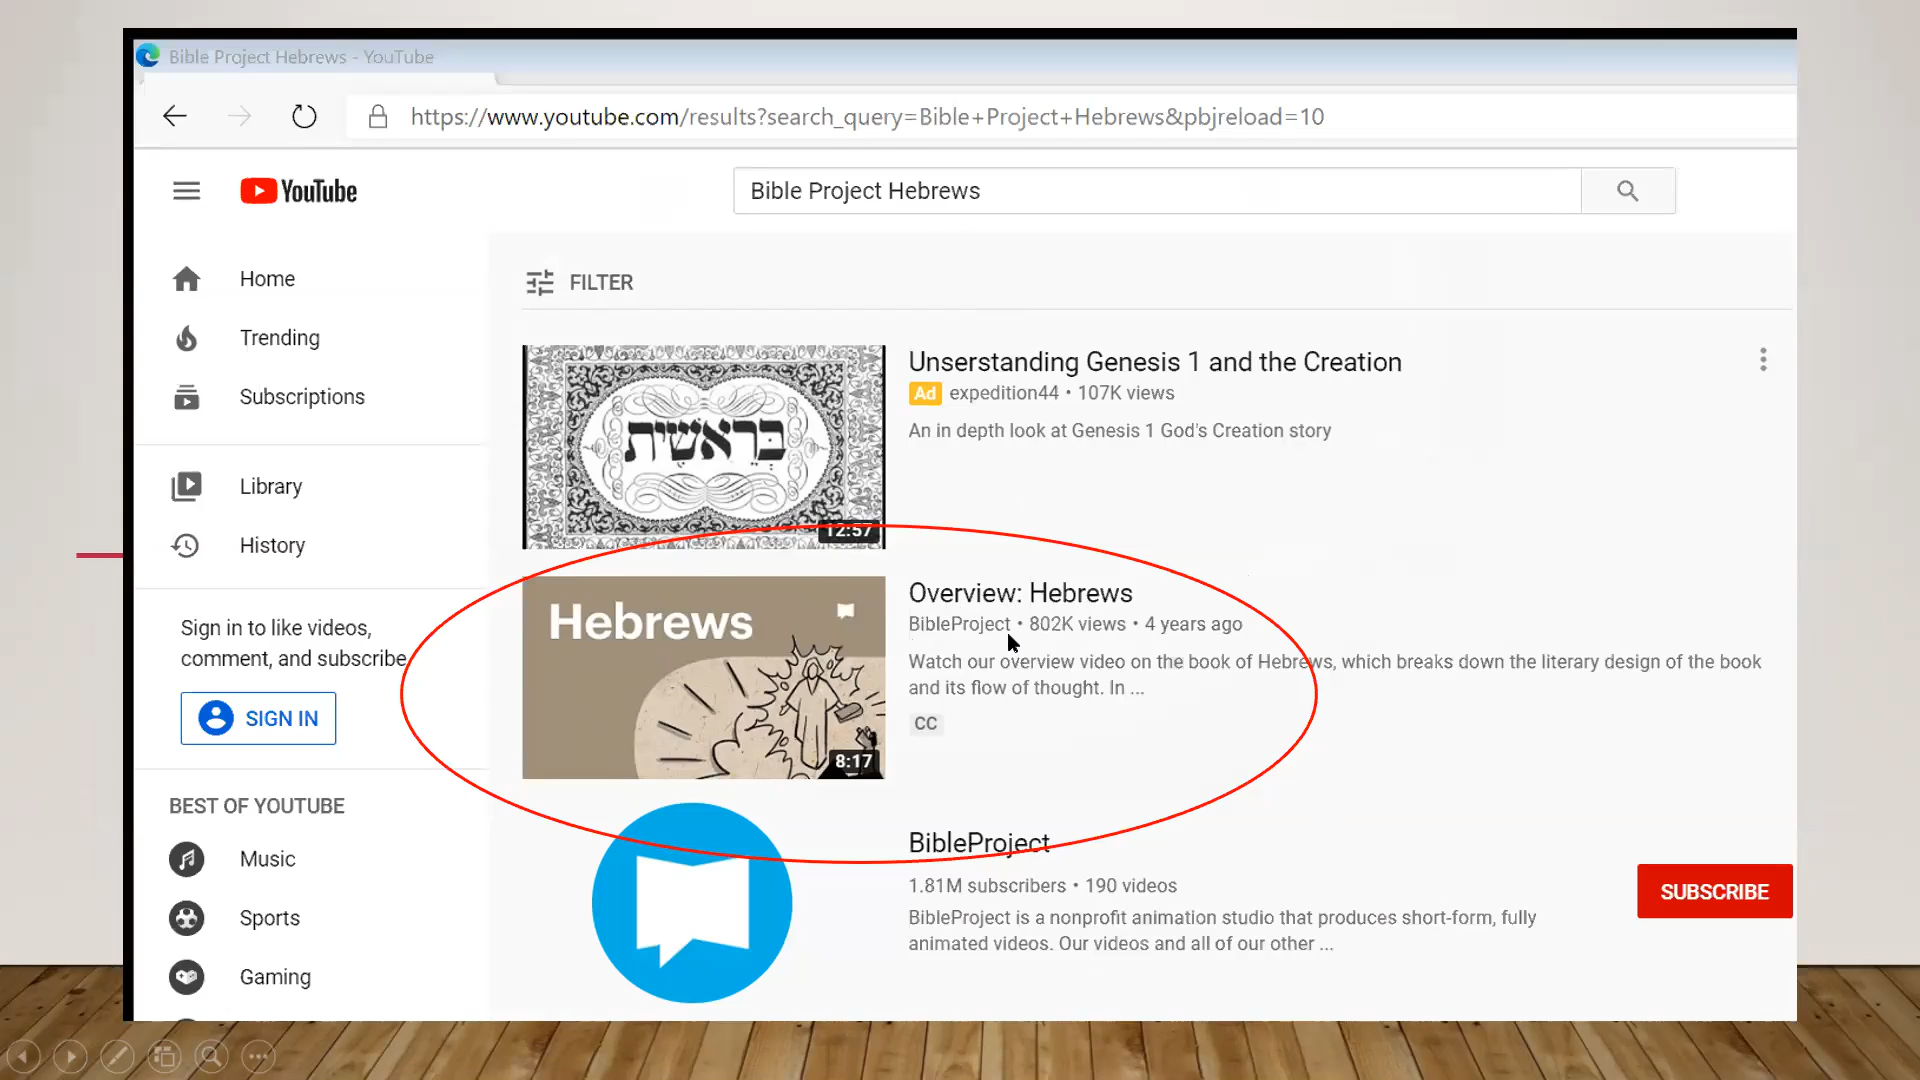 Bible Project Hebrews - YouTube
https://www.youtube.com/results?search_query=Bible+Project+Hebrews&pbjreload=10
YouTube
Bible Project Hebrews
Home
Trending
Subscriptions
Library
History
Sign in to like videos,
comment, and subscribe
SIGN IN
BEST OF YOUTUBE
Music
Sports
Gaming
FILTER
בְּרֵאשִׁית
12:57
Unserstanding Genesis 1 and the Creation
Ad expedition44 • 107K views
An in depth look at Genesis 1 God's Creation story
Hebrews
8:17
Overview: Hebrews
BibleProject • 802K views • 4 years ago
Watch our overview video on the book of Hebrews, which breaks down the literary design of the book
and its flow of thought. In ...
CC
BibleProject
1.81M subscribers • 190 videos
BibleProject is a nonprofit animation studio that produces short-form, fully
animated videos. Our videos and all of our other ...
SUBSCRIBE